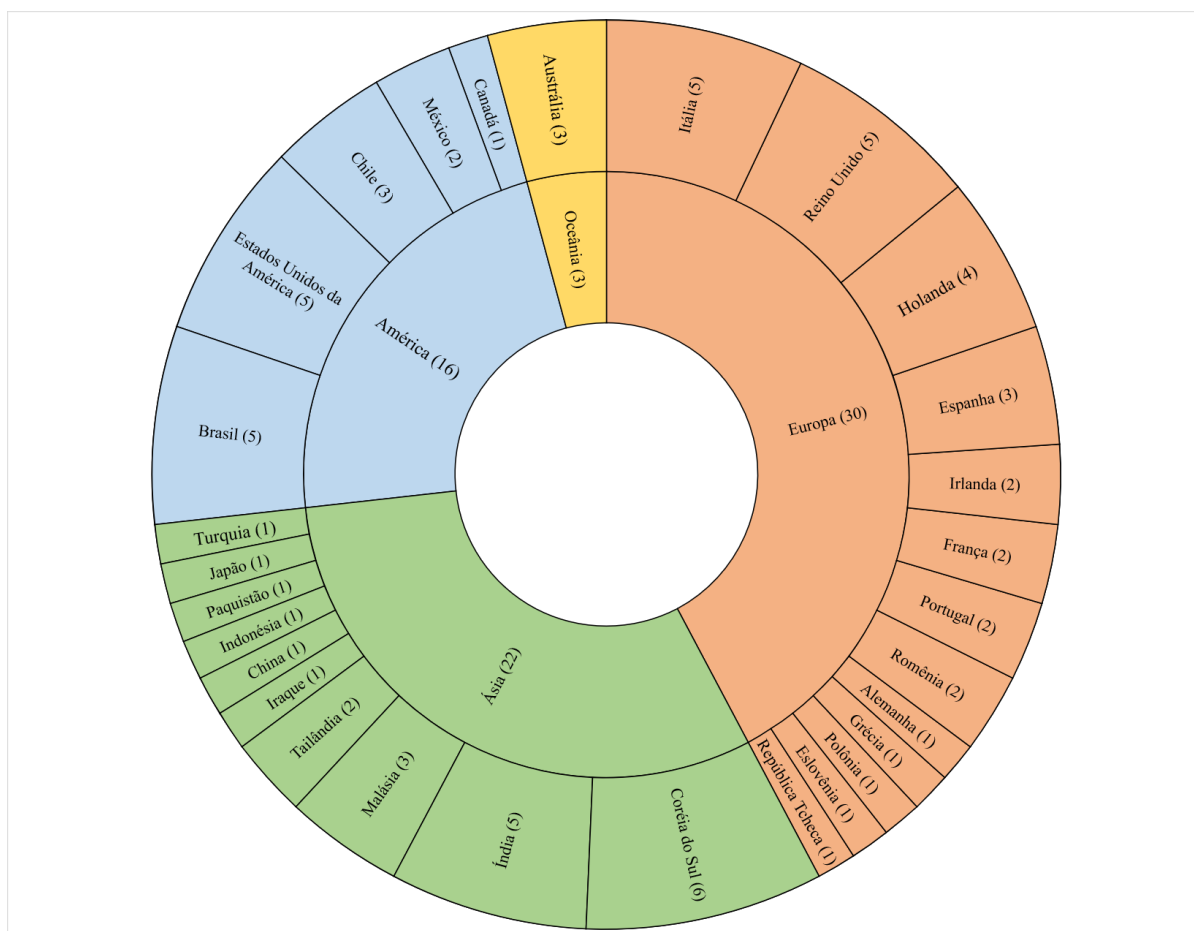 Europa (30)
Itália (5)
Reino Unido (5)
Holanda (4)
Espanha (3)
Irlanda (2)
França (2)
Portugal (2)
Romênia (2)
Alemanha (1)
Grécia (1)
Polônia (1)
Eslovênia (1)
República Tcheca (1)
Ásia (22)
Coréia do Sul (6)
Índia (5)
Malásia (3)
Tailândia (2)
Iraque (1)
China (1)
Indonésia (1)
Paquistão (1)
Japão (1)
Turquia (1)
América (16)
Brasil (5)
Estados Unidos da
América (5)
Chile (3)
México (2)
Canadá (1)
Oceânia (3)
Austrália (3)